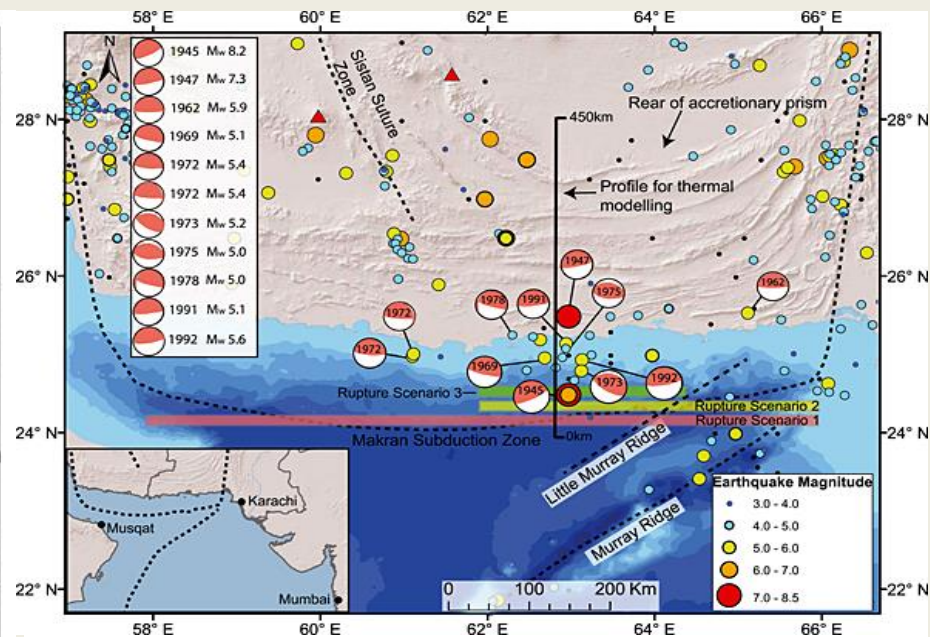 58° E
60° E
62° E
64° E
66° E
N
1945 Mw 8.2
1947 Mw 7.3
1962 Mw 5.9
1969 Mw 5.1
1972 Mw 5.4
1972 Mw 5.4
1973 Mw 5.2
1975 Mw 5.0
1978 Mw 5.0
1991 Mw 5.1
1992 Mw 5.6
Sistan Suture
Zone
28° N
450km
Rear of accretionary prism
Profile for thermal
modelling
26° N
1947
1962
1978
1991
1975
1972
1972
1969
1945
1973
1992
Rupture Scenario 3
Rupture Scenario 2
Rupture Scenario 1
24° N
Makran Subduction Zone
0km
Little Murray Ridge
Murray Ridge
Karachi
Musqat
Mumbai
Earthquake Magnitude
3.0 - 4.0
4.0 - 5.0
5.0 - 6.0
6.0 - 7.0
7.0 - 8.5
22° N
0 100 200 Km
58°
60°
62°
64° E
66° E